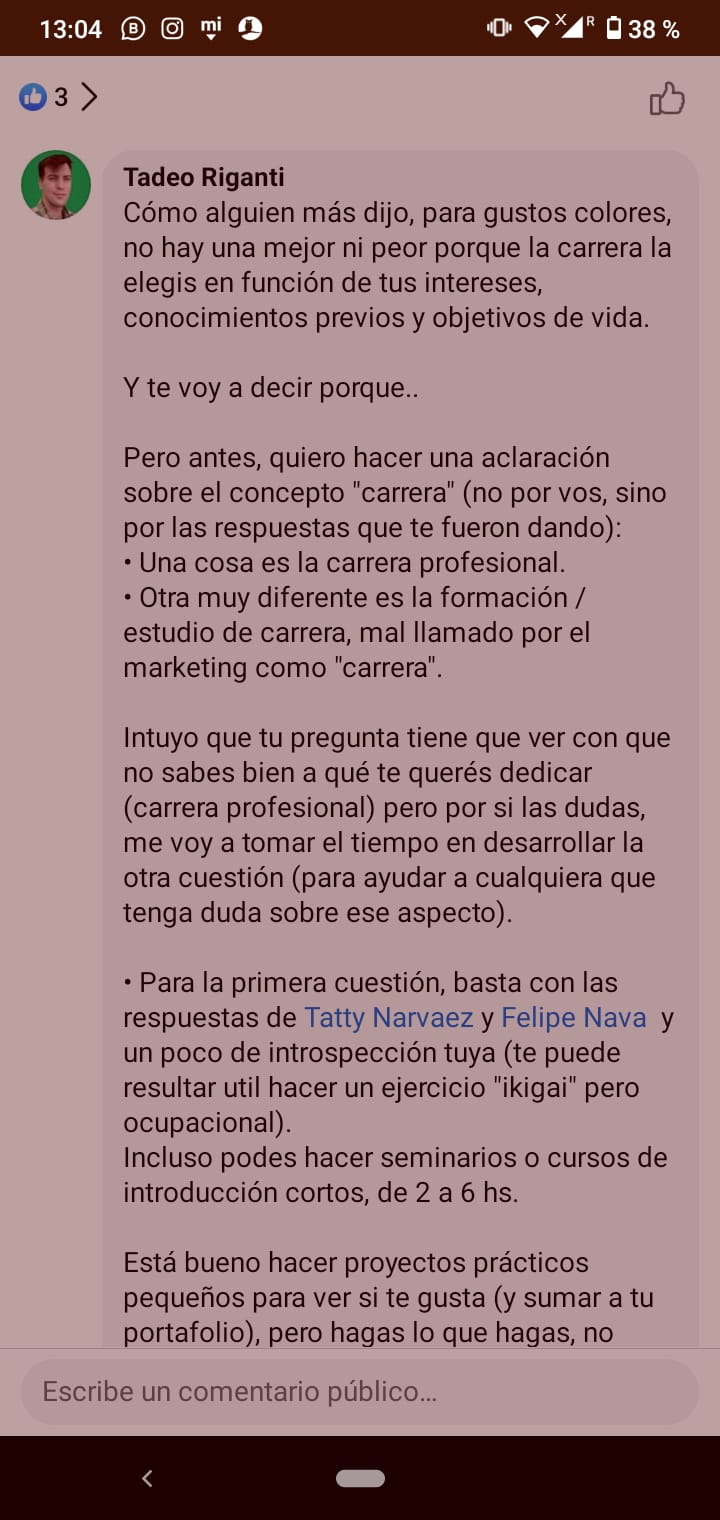 13:04 B mi X R 38 %
3
Tadeo Riganti
Cómo alguien más dijo, para gustos colores,
no hay una mejor ni peor porque la carrera la
elegis en función de tus intereses,
conocimientos previos y objetivos de vida.
Y te voy a decir porque..
Pero antes, quiero hacer una aclaración
sobre el concepto "carrera" (no por vos, sino
por las respuestas que te fueron dando):
• Una cosa es la carrera profesional.
• Otra muy diferente es la formación /
estudio de carrera, mal llamado por el
marketing como "carrera".
Intuyo que tu pregunta tiene que ver con que
no sabes bien a qué te querés dedicar
(carrera profesional) pero por si las dudas,
me voy a tomar el tiempo en desarrollar la
otra cuestión (para ayudar a cualquiera que
tenga duda sobre ese aspecto).
• Para la primera cuestión, basta con las
respuestas de Tatty Narvaez y Felipe Nava y
un poco de introspección tuya (te puede
resultar util hacer un ejercicio "ikigai" pero
ocupacional).
Incluso podes hacer seminarios o cursos de
introducción cortos, de 2 a 6 hs.
Está bueno hacer proyectos prácticos
pequeños para ver si te gusta (y sumar a tu
portafolio), pero hagas lo que hagas, no
Escribe un comentario público...